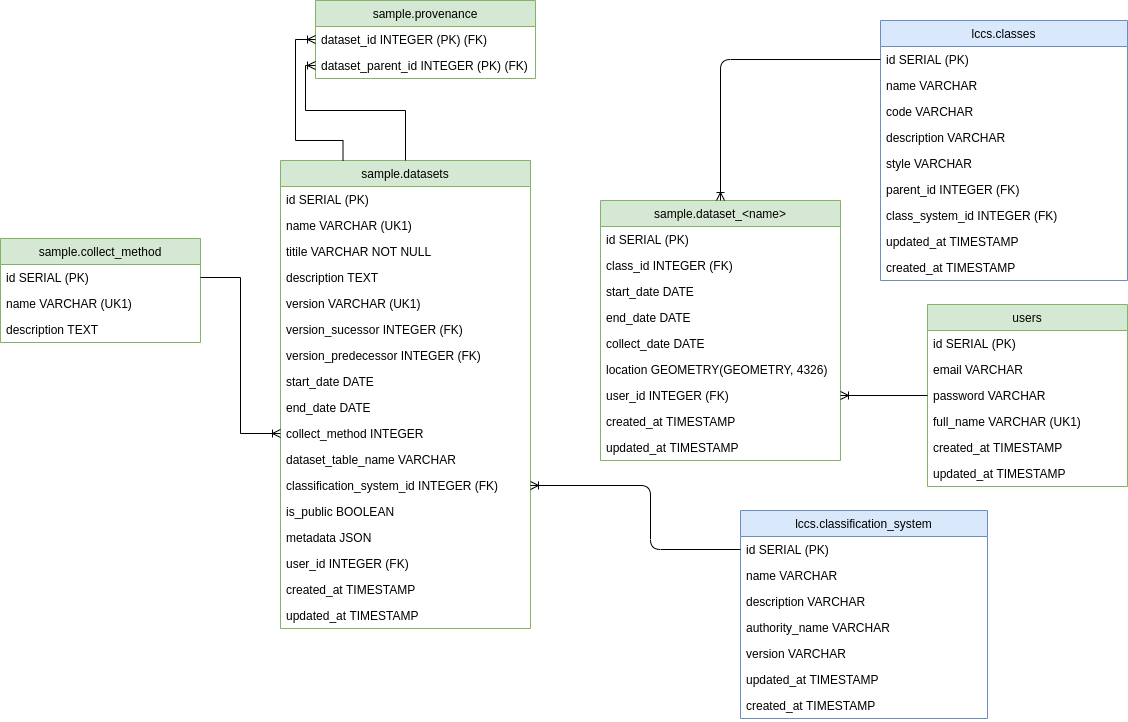 sample.provenance
dataset_id INTEGER (PK) (FK)
dataset_parent_id INTEGER (PK) (FK)
sample.collect_method
id SERIAL (PK)
name VARCHAR (UK1)
description TEXT
sample.datasets
id SERIAL (PK)
name VARCHAR (UK1)
titile VARCHAR NOT NULL
description TEXT
version VARCHAR (UK1)
version_sucessor INTEGER (FK)
version_predecessor INTEGER (FK)
start_date DATE
end_date DATE
collect_method INTEGER
dataset_table_name VARCHAR
classification_system_id INTEGER (FK)
is_public BOOLEAN
metadata JSON
user_id INTEGER (FK)
created_at TIMESTAMP
updated_at TIMESTAMP
sample.dataset_<name>
id SERIAL (PK)
class_id INTEGER (FK)
start_date DATE
end_date DATE
collect_date DATE
location GEOMETRY(GEOMETRY, 4326)
user_id INTEGER (FK)
created_at TIMESTAMP
updated_at TIMESTAMP
lccs.classes
id SERIAL (PK)
name VARCHAR
code VARCHAR
description VARCHAR
style VARCHAR
parent_id INTEGER (FK)
class_system_id INTEGER (FK)
updated_at TIMESTAMP
created_at TIMESTAMP
users
id SERIAL (PK)
email VARCHAR
password VARCHAR
full_name VARCHAR (UK1)
created_at TIMESTAMP
updated_at TIMESTAMP
lccs.classification_system
id SERIAL (PK)
name VARCHAR
description VARCHAR
authority_name VARCHAR
version VARCHAR
updated_at TIMESTAMP
created_at TIMESTAMP